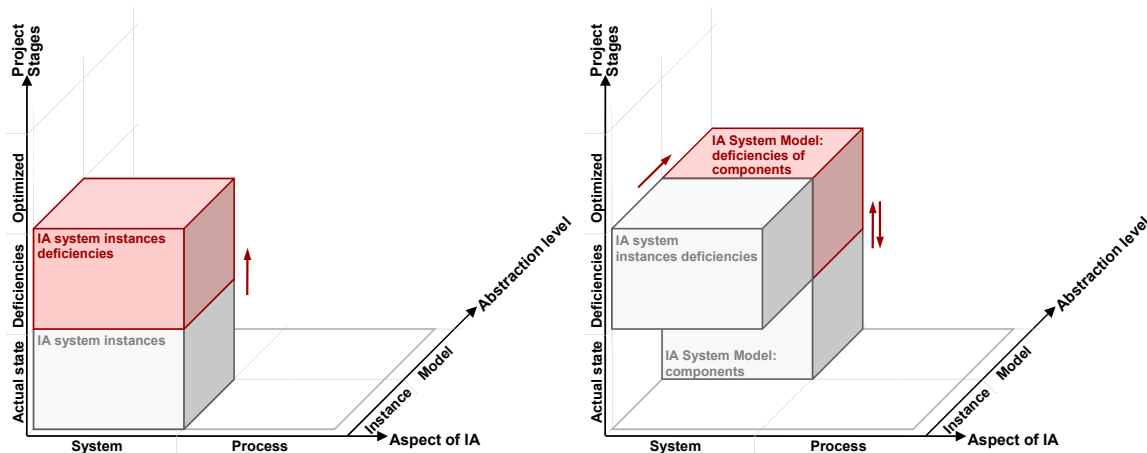 Project
Stages
Optimized
Deficiencies
Actual state
IA system instances
deficiencies
IA system instances
System
Process
Aspect of IA
Instance
Model
Abstraction level
Project
Stages
Optimized
Deficiencies
Actual state
IA System Model:
deficiencies of
components
IA system
instances deficiencies
IA System Model:
components
System
Process
Aspect of IA
Instance
Model
Abstraction level